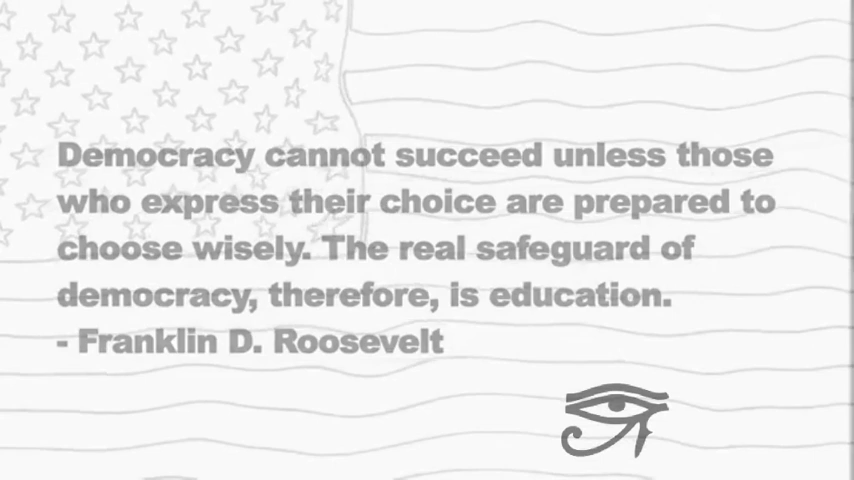 Democracy cannot succeed unless those
who express their choice are prepared to
choose wisely. The real safeguard of
democracy, therefore, is education.
- Franklin D. Roosevelt